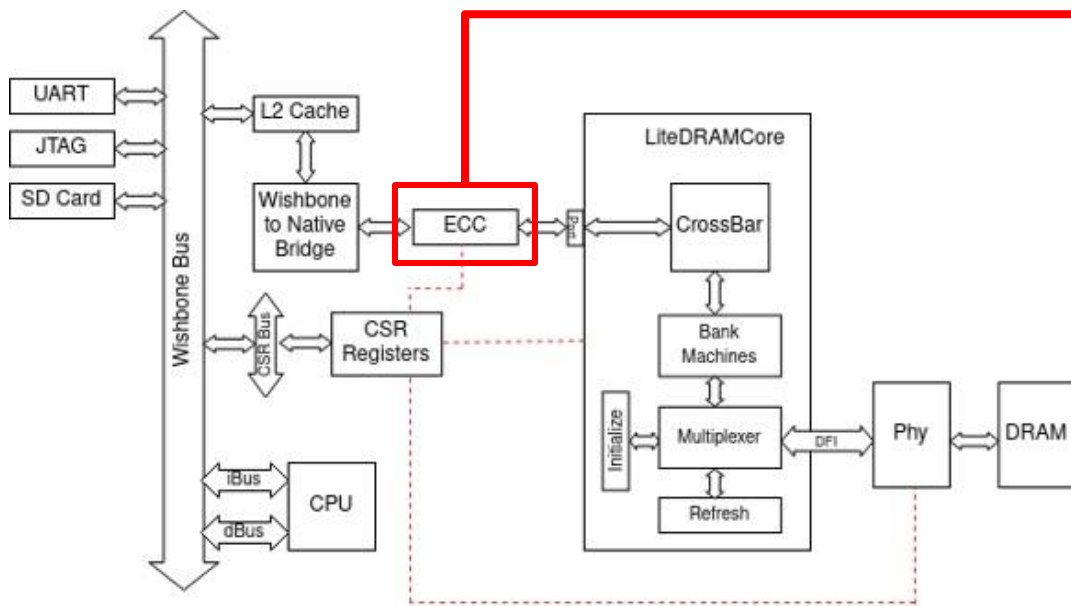 UART
JTAG
SD Card
Wishbone Bus
L2 Cache
Wishbone
to Native
Bridge
ECC
Port
LiteDRAMCore
CrossBar
CSR Bus
CSR
Registers
Bank
Machines
Initialize
Multiplexer
DFI
Phy
DRAM
Refresh
iBus
dBus
CPU